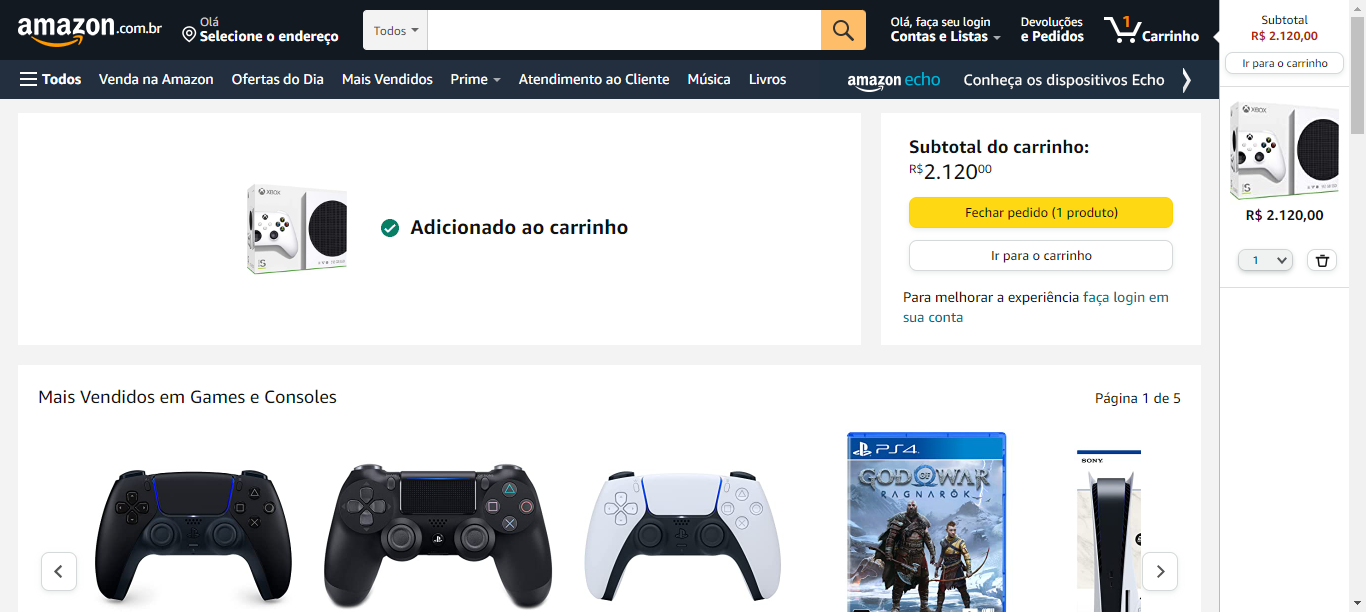 amazon.com.br
Olá
Selecione o endereço
Todos
Olá, faça seu login
Contas e Listas
Devoluções
e Pedidos
1
Carrinho
Subtotal
R$ 2.120,00
Ir para o carrinho
Todos
Venda na Amazon
Ofertas do Dia
Mais Vendidos
Prime
Atendimento ao Cliente
Música
Livros
amazon echo
Conheça os dispositivos Echo
XBOX
S
Adicionado ao carrinho
Subtotal do carrinho:
R$2.12000
Fechar pedido (1 produto)
Ir para o carrinho
Para melhorar a experiência faça login em
sua conta
XBOX
S
R$ 2.120,00
1
Mais Vendidos em Games e Consoles
Página 1 de 5
PS4
GOD OF WAR
RAGNARÖK
SONY